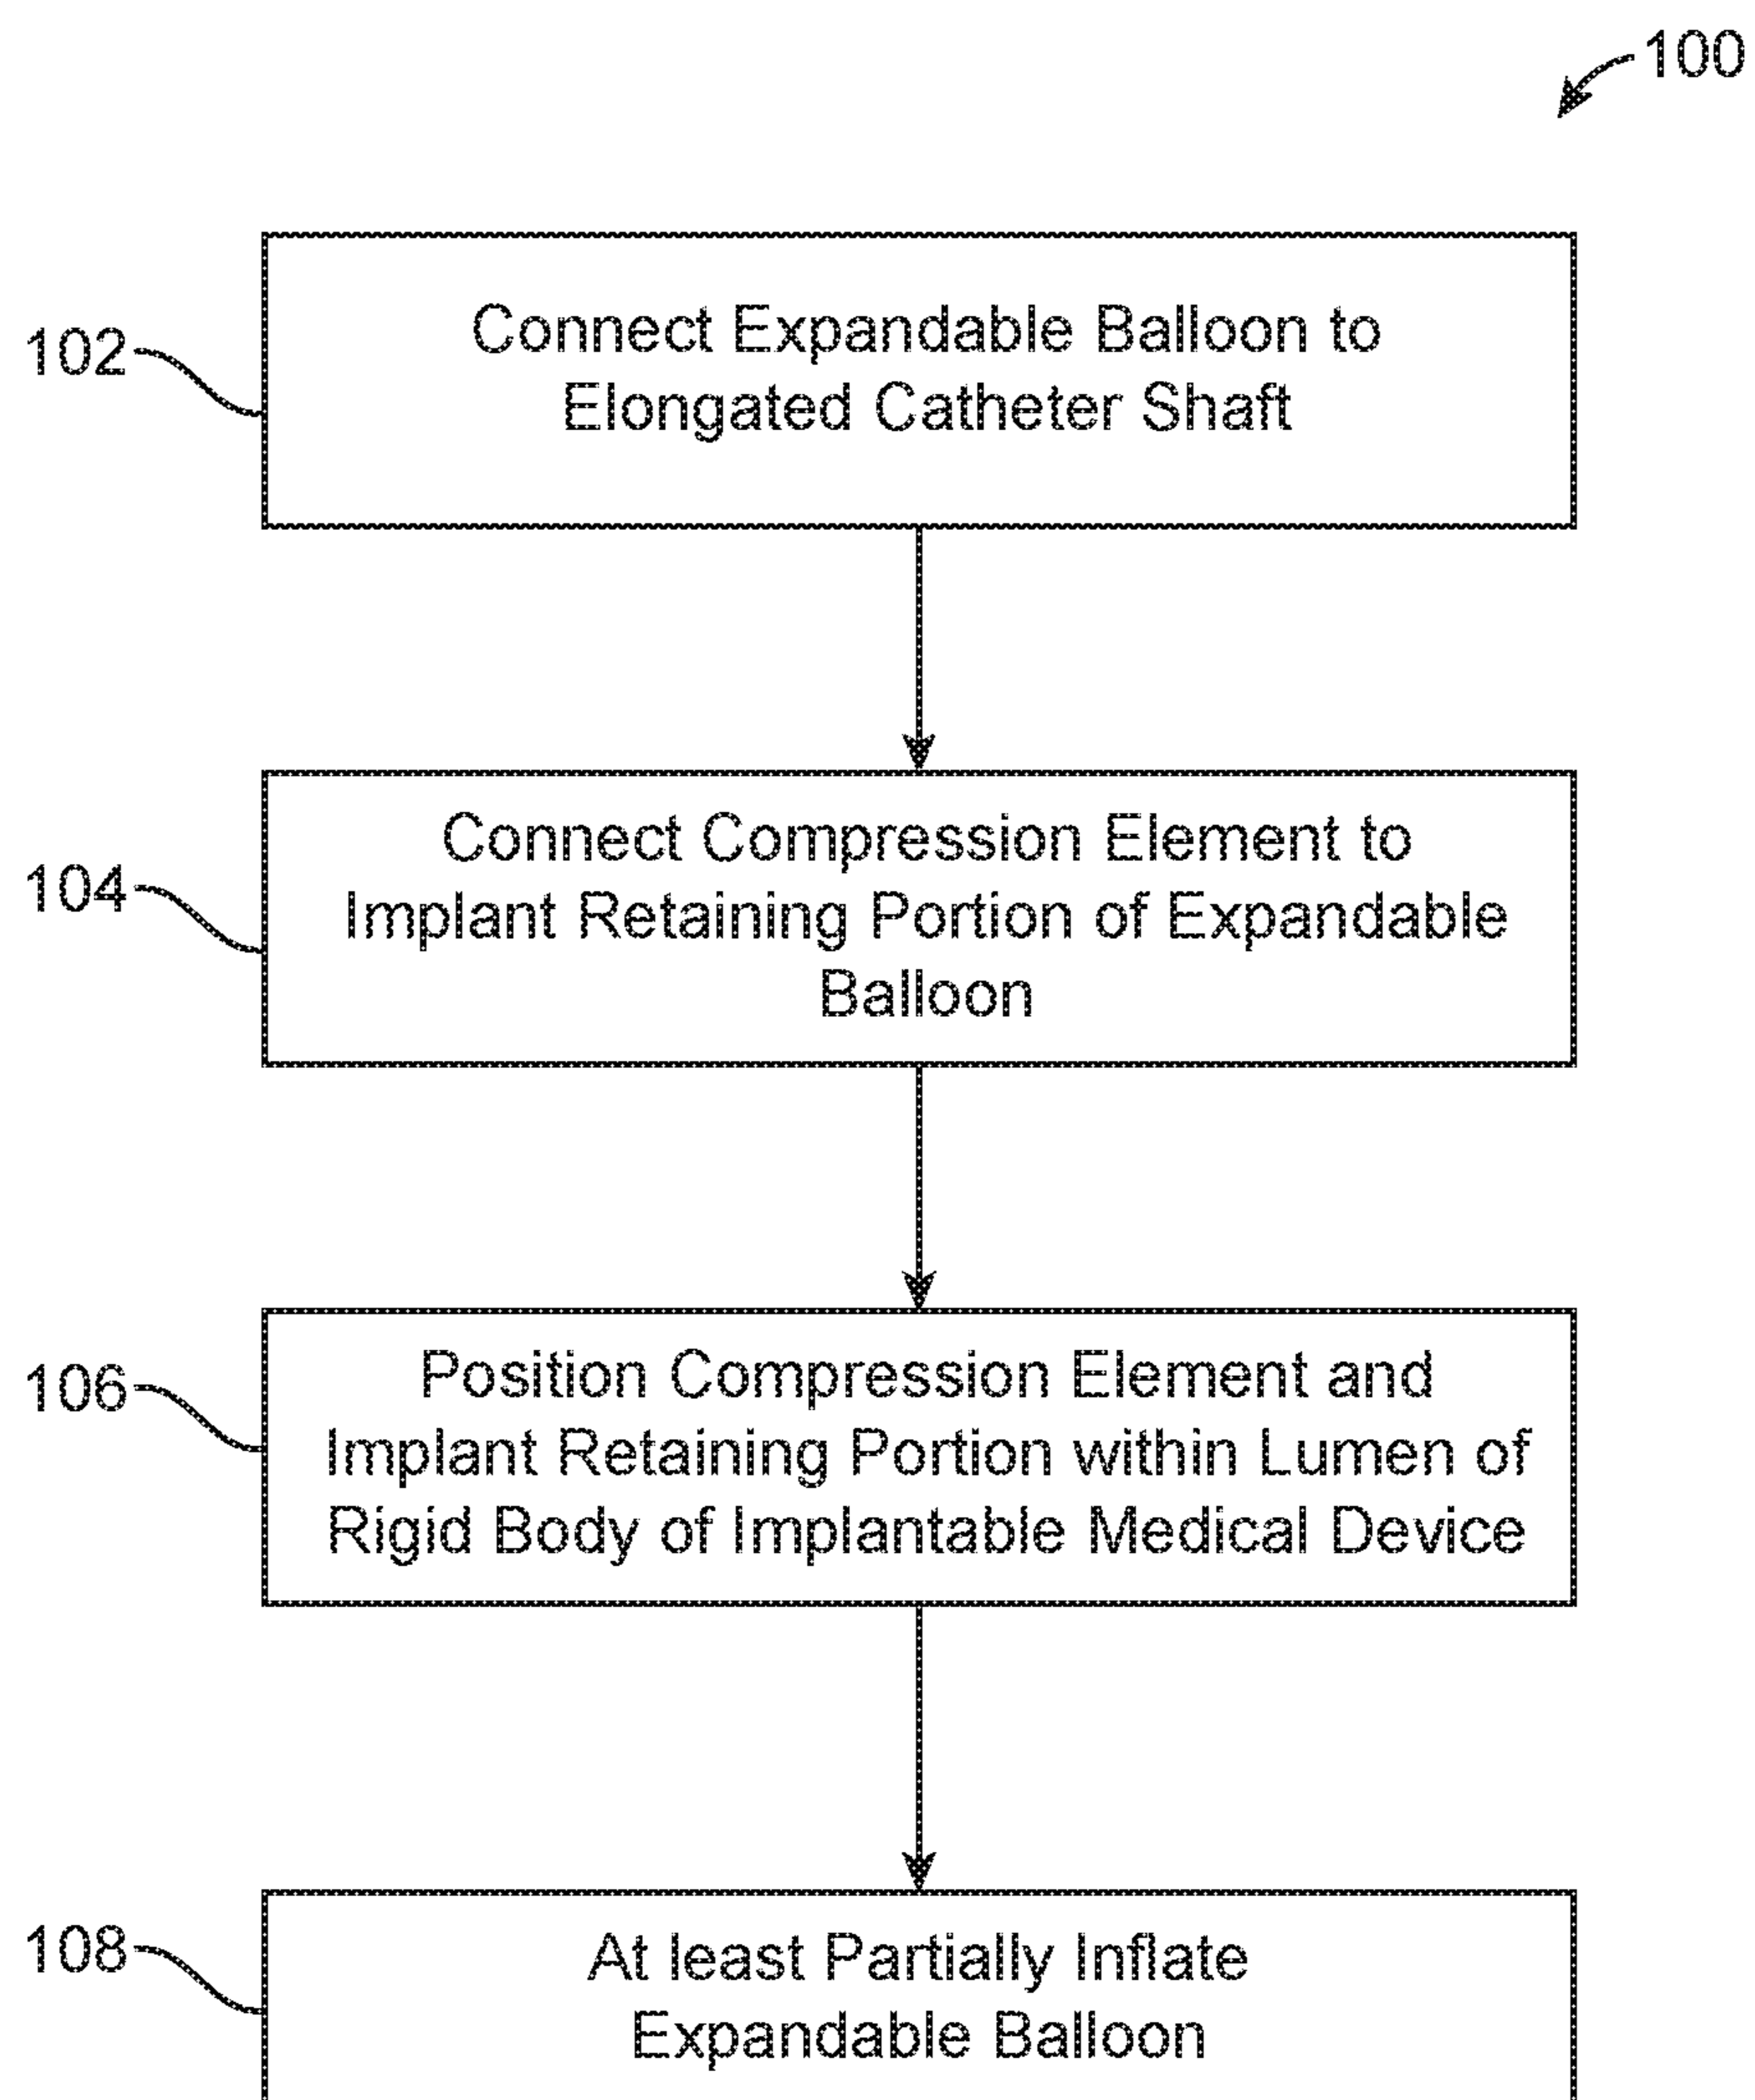 100
102
Connect Expandable Balloon to
Elongated Catheter Shaft
104
Connect Compression Element to
Implant Retaining Portion of Expandable
Balloon
106
Position Compression Element and
Implant Retaining Portion within Lumen of
Rigid Body of Implantable Medical Device
108
At least Partially Inflate
Expandable Balloon